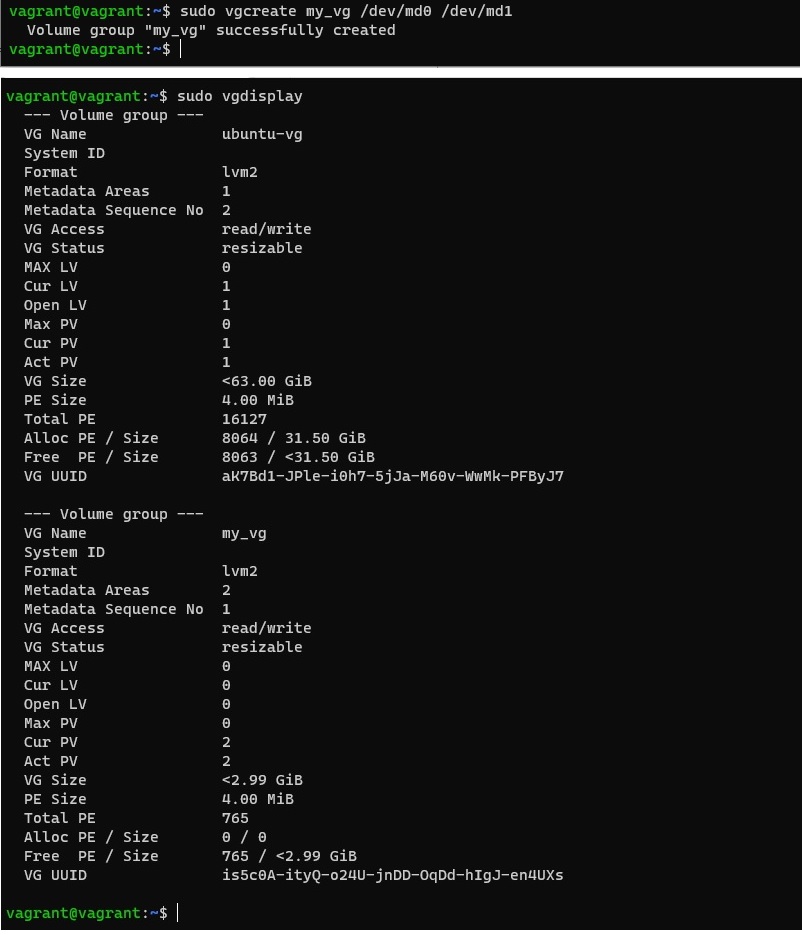 vagrant@vagrant:~$ sudo vgcreate my_vg /dev/md0 /dev/md1
  Volume group "my_vg" successfully created
vagrant@vagrant:~$
vagrant@vagrant:~$ sudo vgdisplay
  --- Volume group ---
  VG Name               ubuntu-vg
  System ID
  Format                lvm2
  Metadata Areas        1
  Metadata Sequence No  2
  VG Access             read/write
  VG Status             resizable
  MAX LV                0
  Cur LV                1
  Open LV               1
  Max PV                0
  Cur PV                1
  Act PV                1
  VG Size               <63.00 GiB
  PE Size               4.00 MiB
  Total PE              16127
  Alloc PE / Size       8064 / 31.50 GiB
  Free  PE / Size       8063 / <31.50 GiB
  VG UUID               aK7Bd1-JPle-i0h7-5jJa-M60v-WwMk-PFByJ7

  --- Volume group ---
  VG Name               my_vg
  System ID
  Format                lvm2
  Metadata Areas        2
  Metadata Sequence No  1
  VG Access             read/write
  VG Status             resizable
  MAX LV                0
  Cur LV                0
  Open LV               0
  Max PV                0
  Cur PV                2
  Act PV                2
  VG Size               <2.99 GiB
  PE Size               4.00 MiB
  Total PE              765
  Alloc PE / Size       0 / 0
  Free  PE / Size       765 / <2.99 GiB
  VG UUID               is5c0A-ityQ-o24U-jnDD-OqDd-hIgJ-en4UXs

vagrant@vagrant:~$